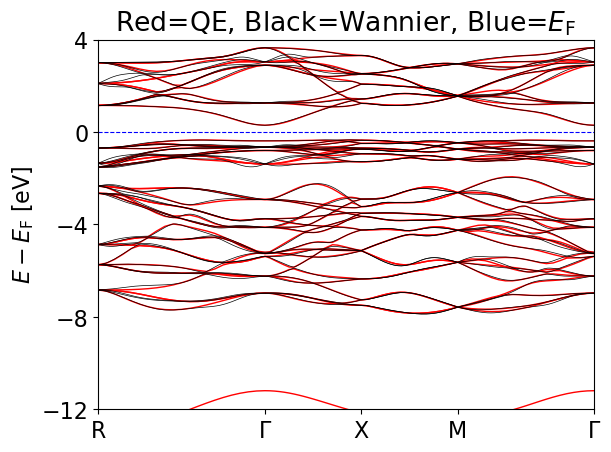 Red=QE, Black=Wannier, Blue=E_F
E − E_F [eV]
4
0
−4
−8
−12
R Γ X M Γ